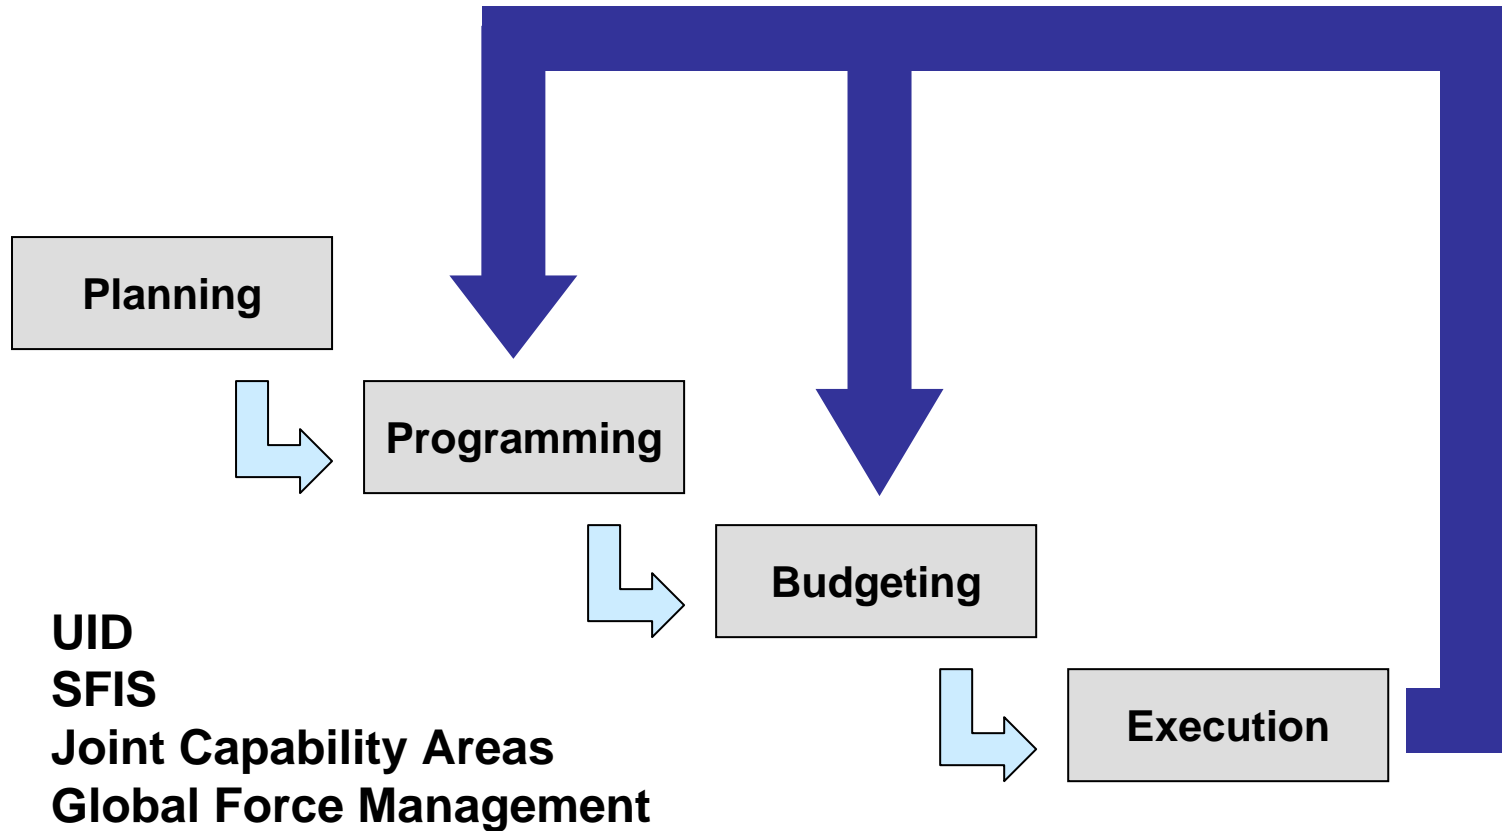 Planning
Programming
Budgeting
Execution
UID
SFIS
Joint Capability Areas
Global Force Management